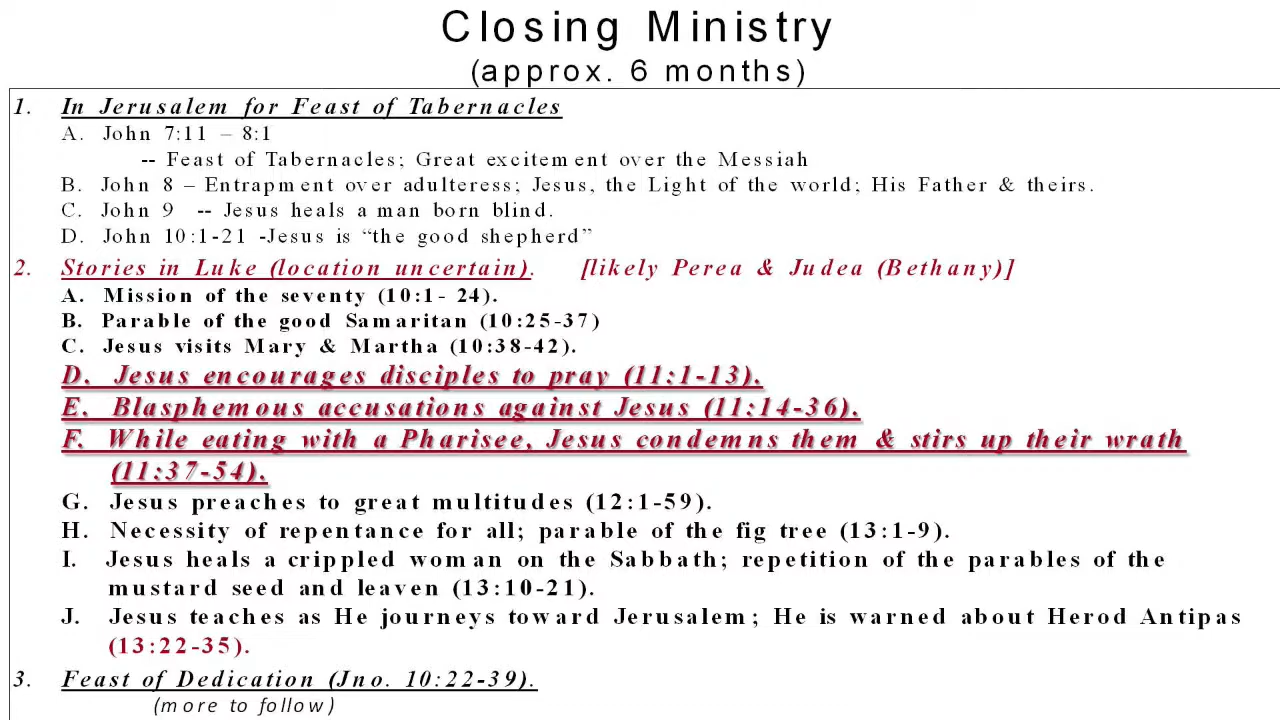 Closing Ministry
(approx. 6 months)
1. In Jerusalem for Feast of Tabernacles
A. John 7:11 – 8:1
-- Feast of Tabernacles; Great excitement over the Messiah
B. John 8 – Entrapment over adulteress; Jesus, the Light of the world; His Father & theirs.
C. John 9 -- Jesus heals a man born blind.
D. John 10:1-21 -Jesus is “the good shepherd”
2. Stories in Luke (location uncertain). [likely Perea & Judea (Bethany)]
A. Mission of the seventy (10:1- 24).
B. Parable of the good Samaritan (10:25-37)
C. Jesus visits Mary & Martha (10:38-42).
D. Jesus encourages disciples to pray (11:1-13).
E. Blasphemous accusations against Jesus (11:14-36).
F. While eating with a Pharisee, Jesus condemns them & stirs up their wrath
(11:37-54).
G. Jesus preaches to great multitudes (12:1-59).
H. Necessity of repentance for all; parable of the fig tree (13:1-9).
I. Jesus heals a crippled woman on the Sabbath; repetition of the parables of the
mustard seed and leaven (13:10-21).
J. Jesus teaches as He journeys toward Jerusalem; He is warned about Herod Antipas
(13:22-35).
3. Feast of Dedication (Jno. 10:22-39).
(more to follow)